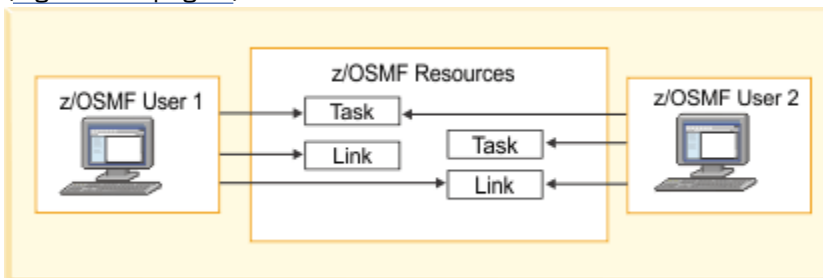 z/OSMF Resources
z/OSMF User 1
z/OSMF User 2
Task
Link
Task
Link